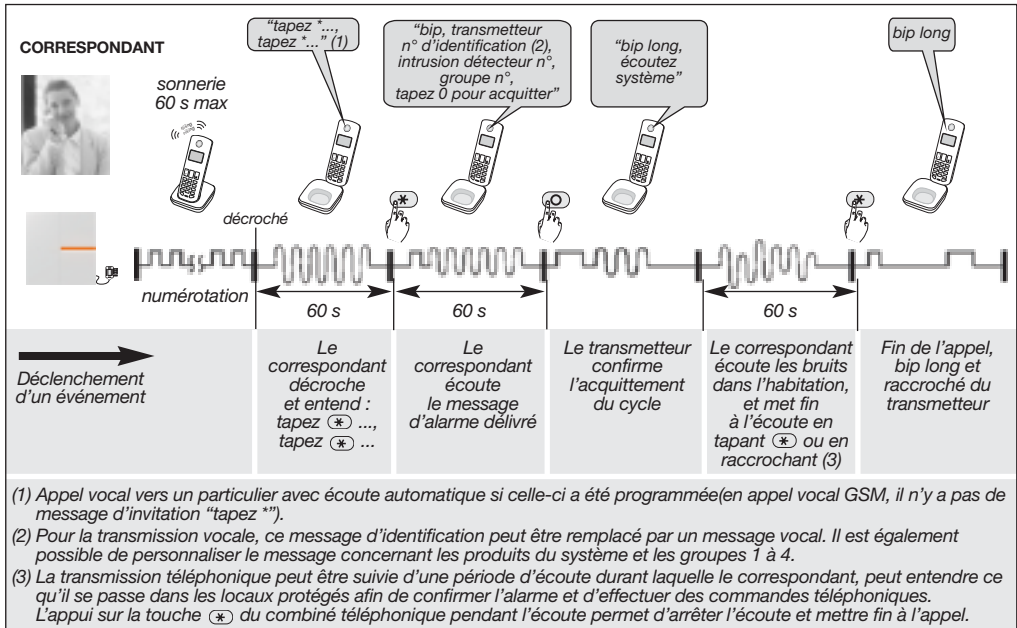 CORRESPONDANT
sonnerie
60 s max
“tapez *...,
tapez *...” (1)
“bip, transmetteur
n° d’identification (2),
intrusion détecteur n°,
groupe n°,
tapez 0 pour acquitter”
“bip long,
écoutez
système”
bip long
décroché
numérotation
60 s
60 s
60 s
Déclenchement
d’un événement
Le
correspondant
décroche
et entend :
tapez * ...,
tapez * ...
Le
correspondant
écoute
le message
d’alarme délivré
Le transmetteur
confirme
l’acquittement
du cycle
Le correspondant
écoute les bruits
dans l’habitation,
et met fin
à l’écoute en
tapant * ou en
raccrochant (3)
Fin de l’appel,
bip long et
raccroché du
transmetteur
(1) Appel vocal vers un particulier avec écoute automatique si celle-ci a été programmée(en appel vocal GSM, il n’y a pas de
message d’invitation “tapez *”).
(2) Pour la transmission vocale, ce message d’identification peut être remplacé par un message vocal. Il est également
possible de personnaliser le message concernant les produits du système et les groupes 1 à 4.
(3) La transmission téléphonique peut être suivie d’une période d’écoute durant laquelle le correspondant, peut entendre ce
qu’il se passe dans les locaux protégés afin de confirmer l’alarme et d’effectuer des commandes téléphoniques.
L’appui sur la touche * du combiné téléphonique pendant l’écoute permet d’arrêter l’écoute et mettre fin à l’appel.